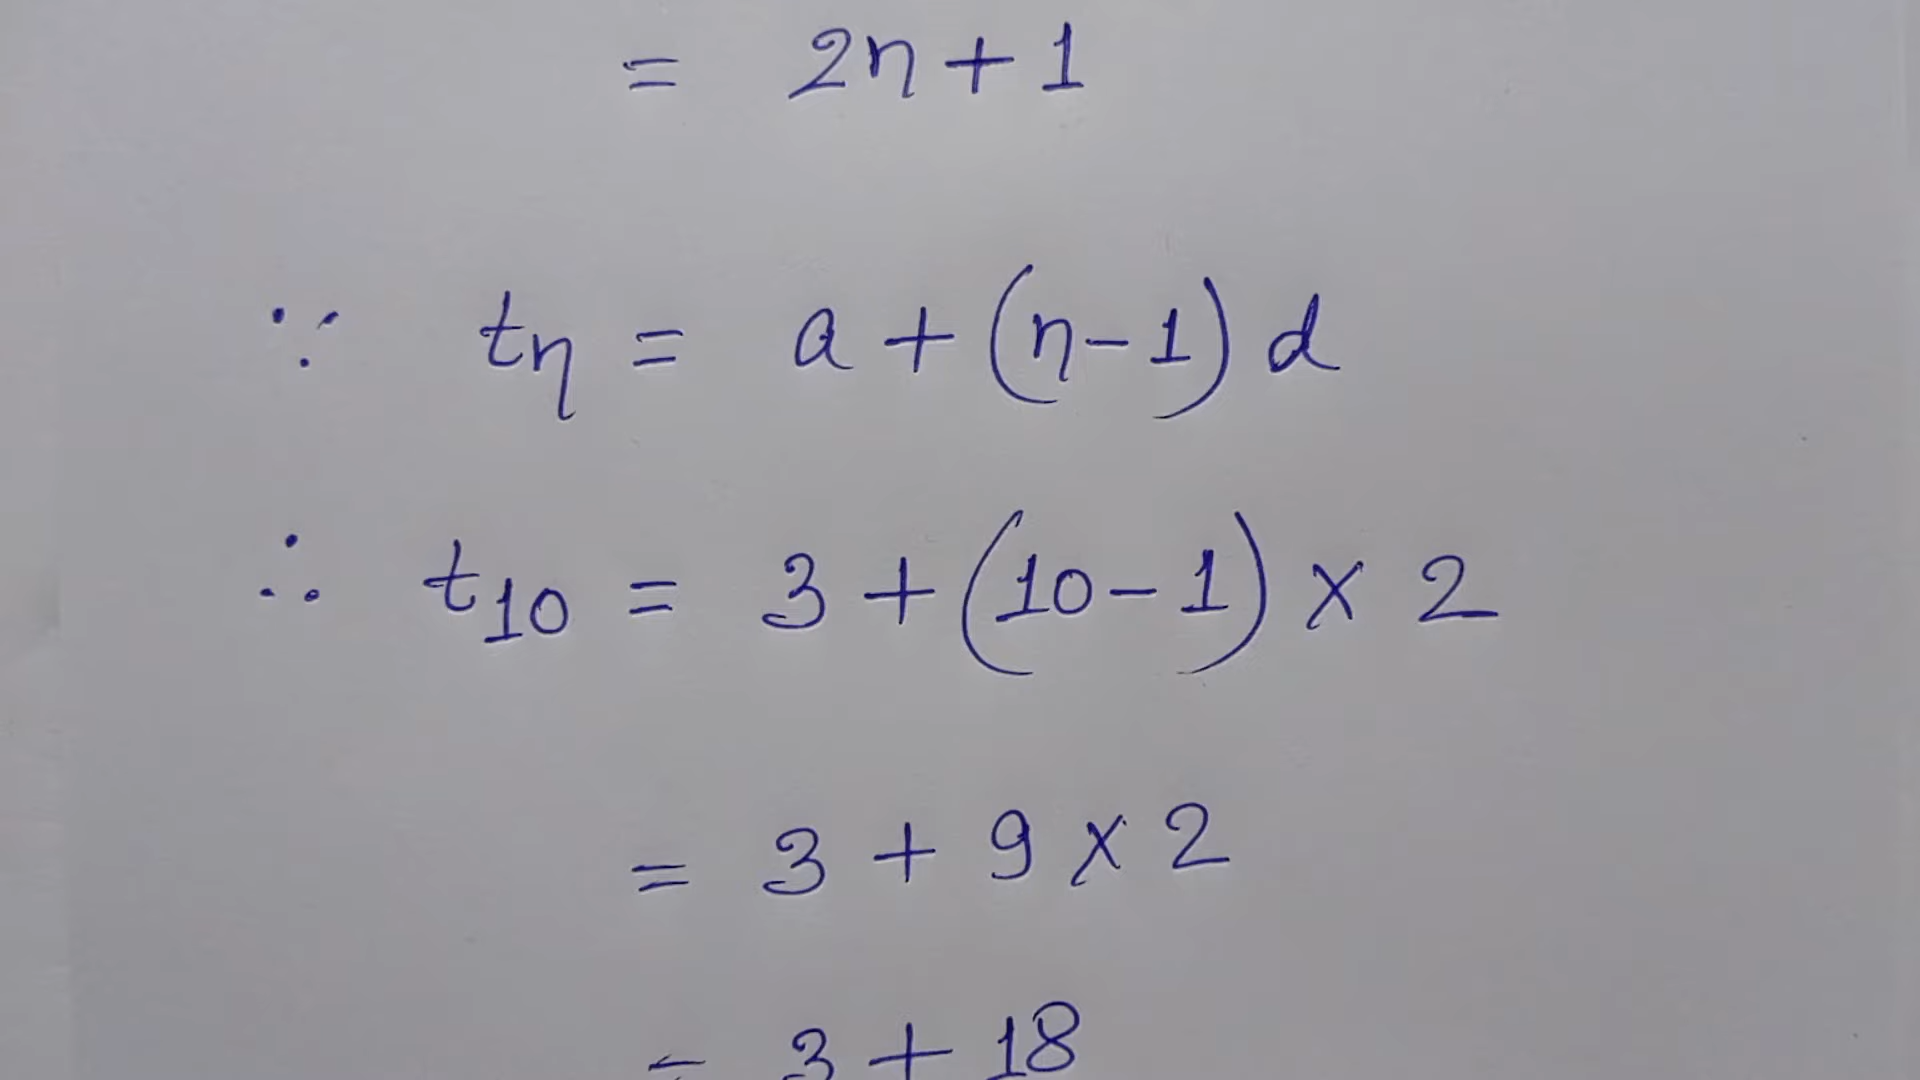 = 2n + 1
∵ tn = a + (n - 1) d
∴ t10 = 3 + (10 - 1) × 2
= 3 + 9 × 2
= 3 + 18